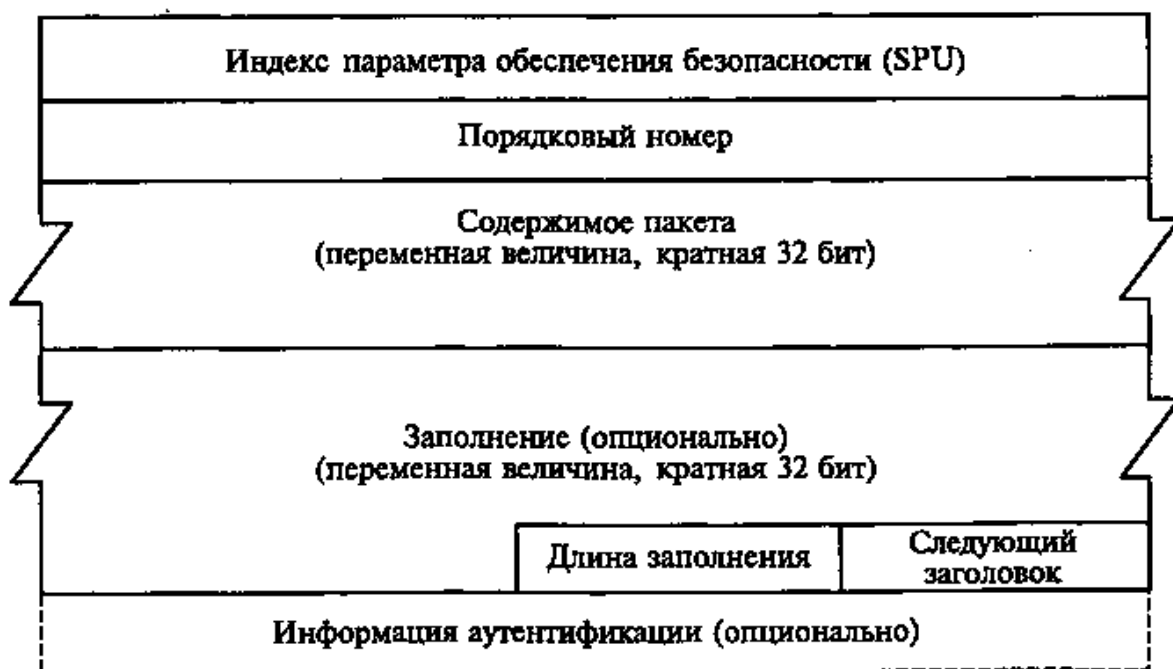 Индекс параметра обеспечения безопасности (SPU)
Порядковый номер
Содержимое пакета
(переменная величина, кратная 32 бит)
Заполнение (опционально)
(переменная величина, кратная 32 бит)
Длина заполнения
Следующий
заголовок
Информация аутентификации (опционально)